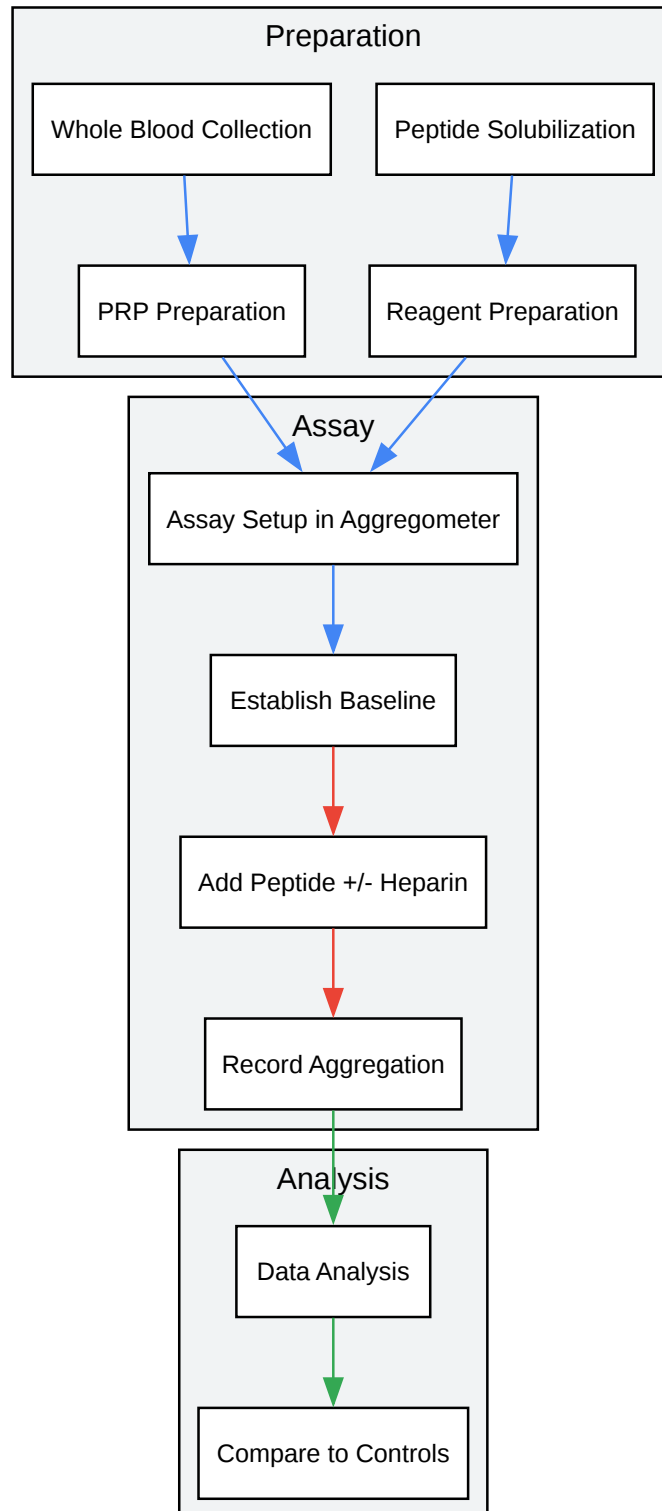 Preparation
Whole Blood Collection
Peptide Solubilization
PRP Preparation
Reagent Preparation
Assay
Assay Setup in Aggregometer
Establish Baseline
Add Peptide +/- Heparin
Record Aggregation
Analysis
Data Analysis
Compare to Controls